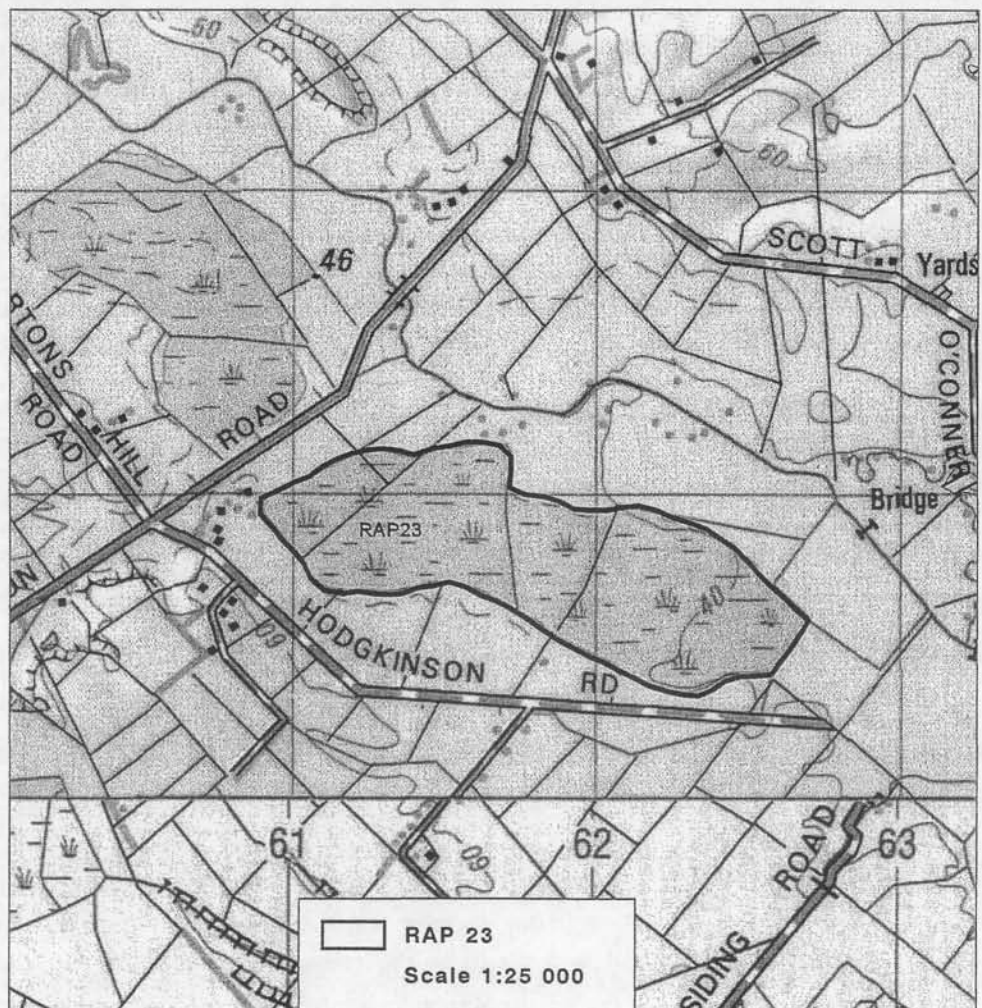 50
60
SCOTT
Yards
46
RTONS
HILL
ROAD
ROAD
O'CONNER
Bridge
RAP23
40
60
HODGKINSON
RD
61
62
63
60
ROAD
SIDING
RAP 23
Scale 1:25 000